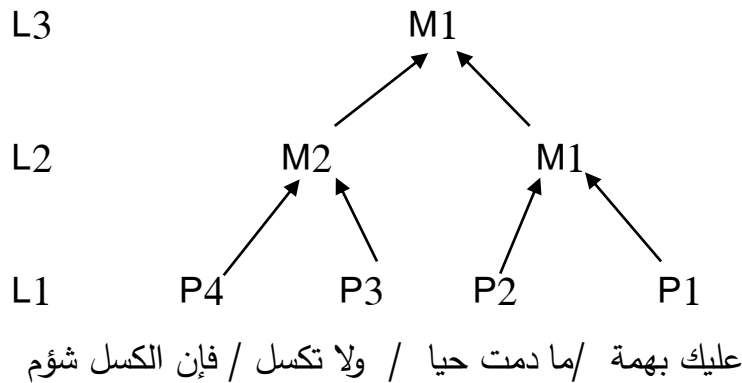 L3 M1
L2 M2 M1
L1 P4 P3 P2 P1
عليك بهمة /ما دمت حيا / ولا تكسل / فإن الكسل شؤم